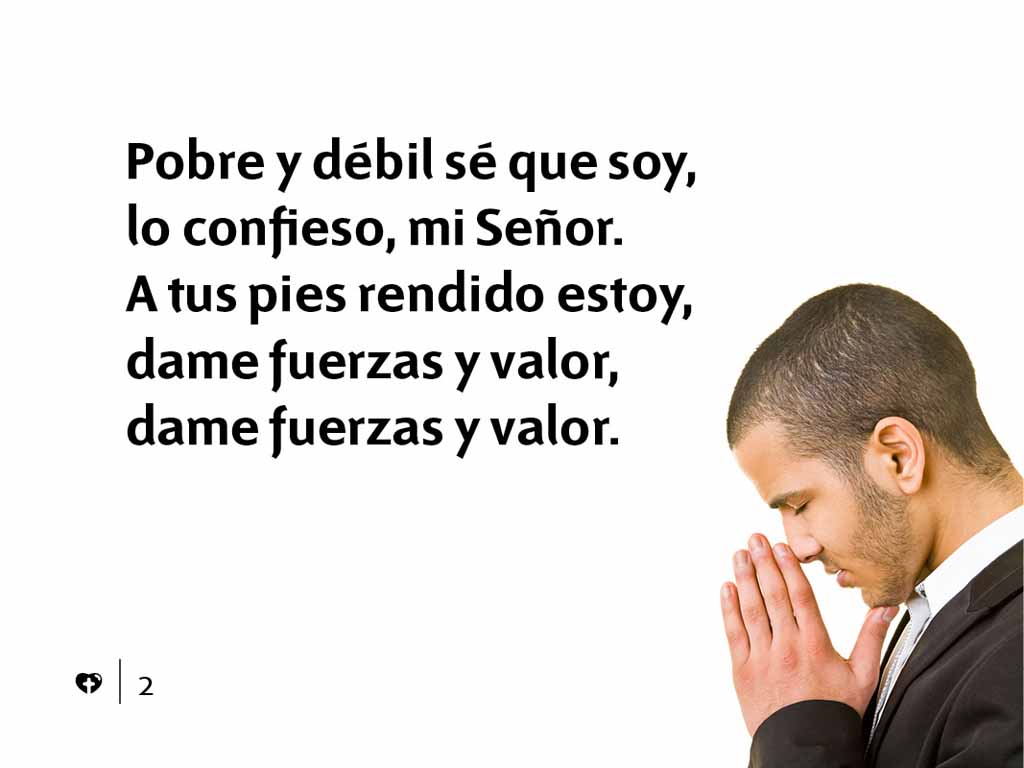 Pobre y débil sé que soy,
lo confieso, mi Señor.
A tus pies rendido estoy,
dame fuerzas y valor,
dame fuerzas y valor.
2